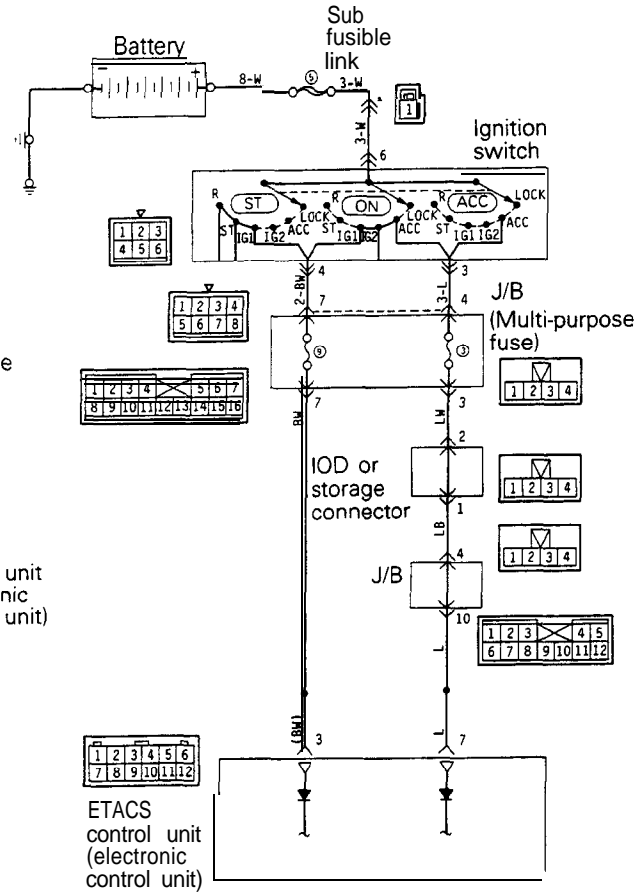 Sub
fusible
link
Battery
8-W
5
3-W
1
3-W
6
Ignition
switch
R
ST
LOCK
R
ON
LOCK
R
ACC
LOCK
ST
IG1
IG2
ACC
ST
IG1
IG2
ACC
ST
IG1
IG2
ACC
1 2 3
4 5 6
4
3
2-BW
3-L
7
4
J/B
(Multi-purpose
fuse)
1 2 3 4
5 6 7 8
9
3
e
1 2 3 4 5 6 7
8 9 10 11 12 13 14 15 16
7
3
1 2 3 4
BW
LW
2
IOD or
storage
connector
1
1 2 3 4
LB
4
1 2 3 4
J/B
unit
nic
unit)
10
1 2 3 4 5
6 7 8 9 10 11 12
L
(BW)
3
L
7
1 2 3 4 5 6
7 8 9 10 11 12
ETACS
control unit
(electronic
control unit)